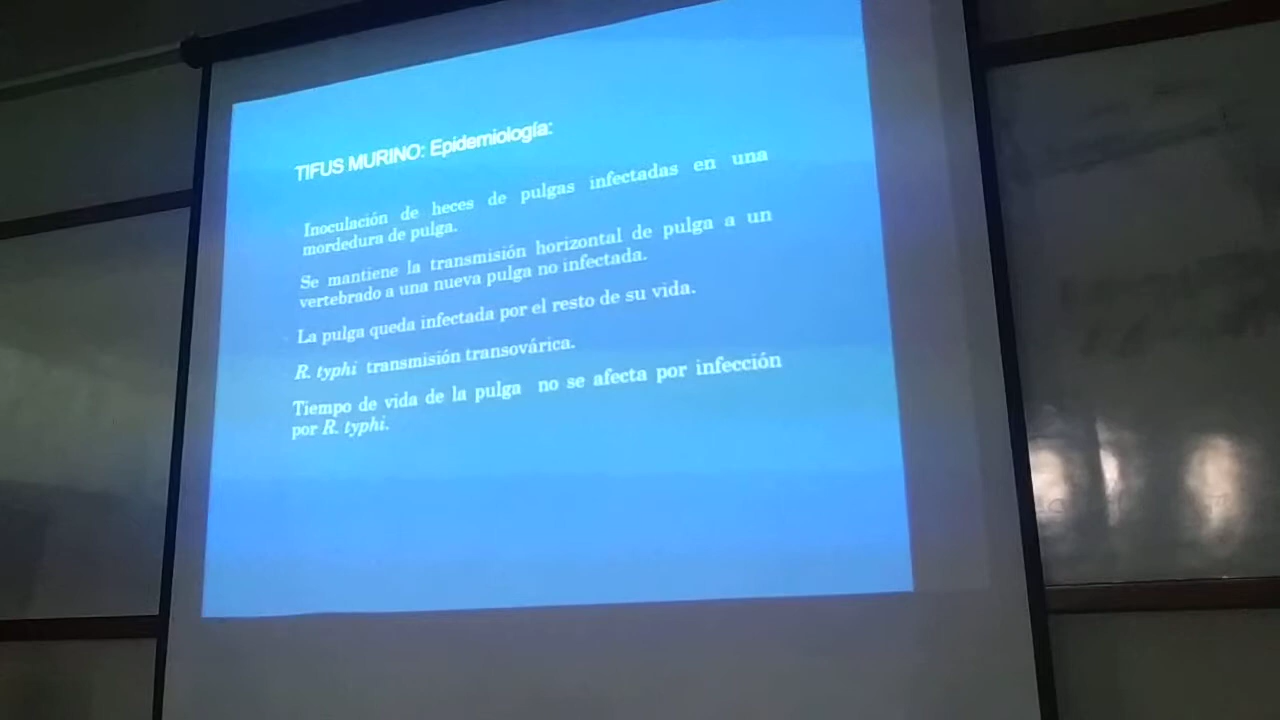 TIFUS MURINO: Epidemiología:
Inoculación de heces de pulgas infectadas en una
mordedura de pulga.
Se mantiene la transmisión horizontal de pulga a un
vertebrado a una nueva pulga no infectada.
La pulga queda infectada por el resto de su vida.
R. typhi transmisión transovárica.
Tiempo de vida de la pulga no se afecta por infección
por R. typhi.